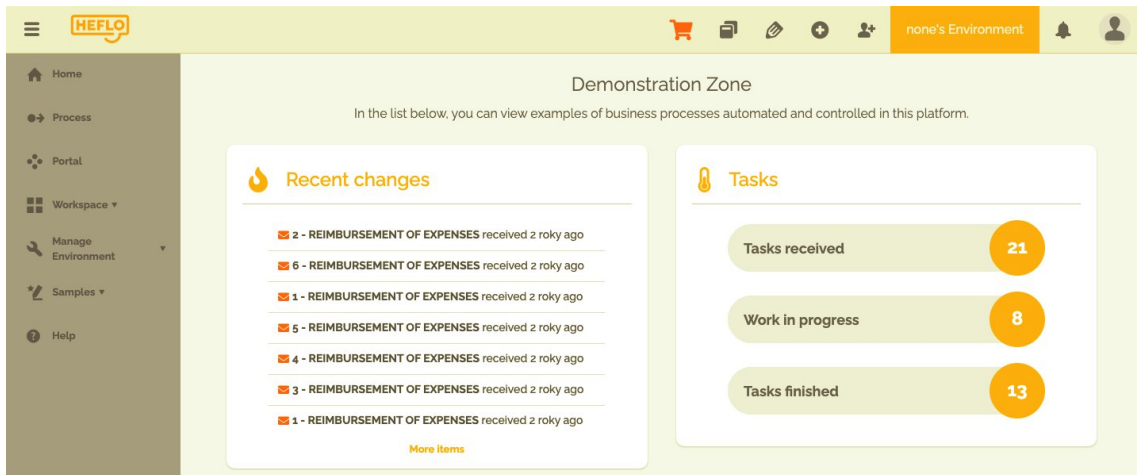 HEFLO
none's Environment
Home
Process
Portal
Workspace ▾
Manage
Environment ▾
Samples ▾
Help
Demonstration Zone
In the list below, you can view examples of business processes automated and controlled in this platform.
Recent changes
2 - REIMBURSEMENT OF EXPENSES received 2 roky ago
6 - REIMBURSEMENT OF EXPENSES received 2 roky ago
1 - REIMBURSEMENT OF EXPENSES received 2 roky ago
5 - REIMBURSEMENT OF EXPENSES received 2 roky ago
4 - REIMBURSEMENT OF EXPENSES received 2 roky ago
3 - REIMBURSEMENT OF EXPENSES received 2 roky ago
1 - REIMBURSEMENT OF EXPENSES received 2 roky ago
More items
Tasks
Tasks received 21
Work in progress 8
Tasks finished 13